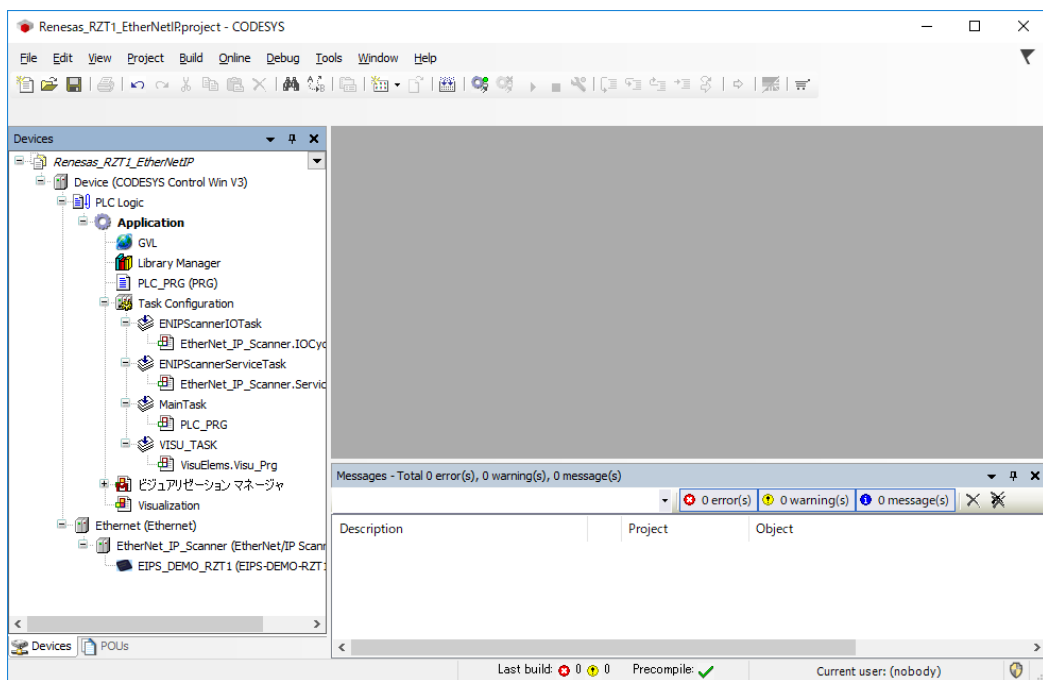 Renesas_RZT1_EtherNetIP.project - CODESYS
File Edit View Project Build Online Debug Tools Window Help
Devices
Renesas_RZT1_EtherNetIP
Device (CODESYS Control Win V3)
PLC Logic
Application
GVL
Library Manager
PLC_PRG (PRG)
Task Configuration
ENIPScannerIOTask
EtherNet_IP_Scanner.IOCyc
ENIPScannerServiceTask
EtherNet_IP_Scanner.Servic
MainTask
PLC_PRG
VISU_TASK
VisuElems.Visu_Prg
ビジュアリゼーション マネージャ
Visualization
Ethernet (Ethernet)
EtherNet_IP_Scanner (EtherNet/IP Scann
EIPS_DEMO_RZT1 (EIPS-DEMO-RZT1
Devices POUs
Messages - Total 0 error(s), 0 warning(s), 0 message(s)
0 error(s) 0 warning(s) 0 message(s)
Description Project Object
Last build: 0 0 Precompile: Current user: (nobody)